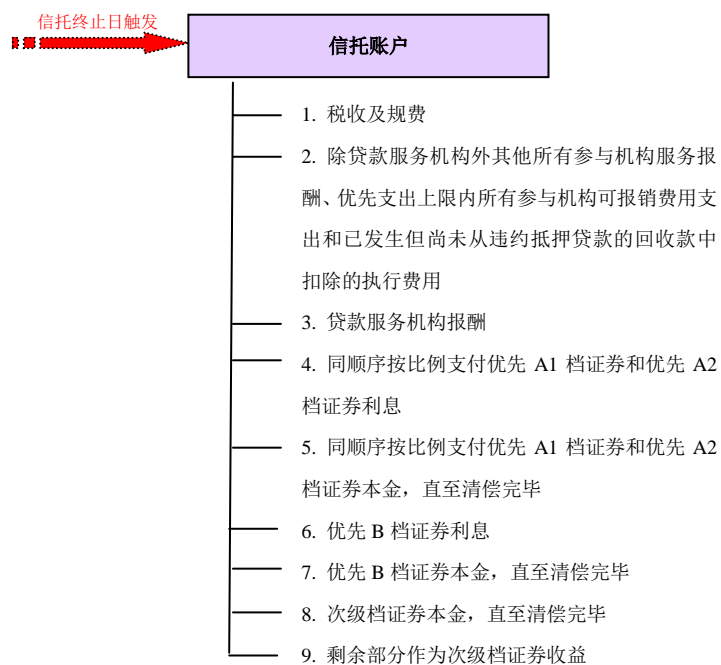 信托终止日触发
信托账户
1. 税收及规费
2. 除贷款服务机构外其他所有参与机构服务报
酬、优先支出上限内所有参与机构可报销费用支
出和已发生但尚未从违约抵押贷款的回收款中
扣除的执行费用
3. 贷款服务机构报酬
4. 同顺序按比例支付优先 A1 档证券和优先 A2
档证券利息
5. 同顺序按比例支付优先 A1 档证券和优先 A2
档证券本金，直至清偿完毕
6. 优先 B 档证券利息
7. 优先 B 档证券本金，直至清偿完毕
8. 次级档证券本金，直至清偿完毕
9. 剩余部分作为次级档证券收益